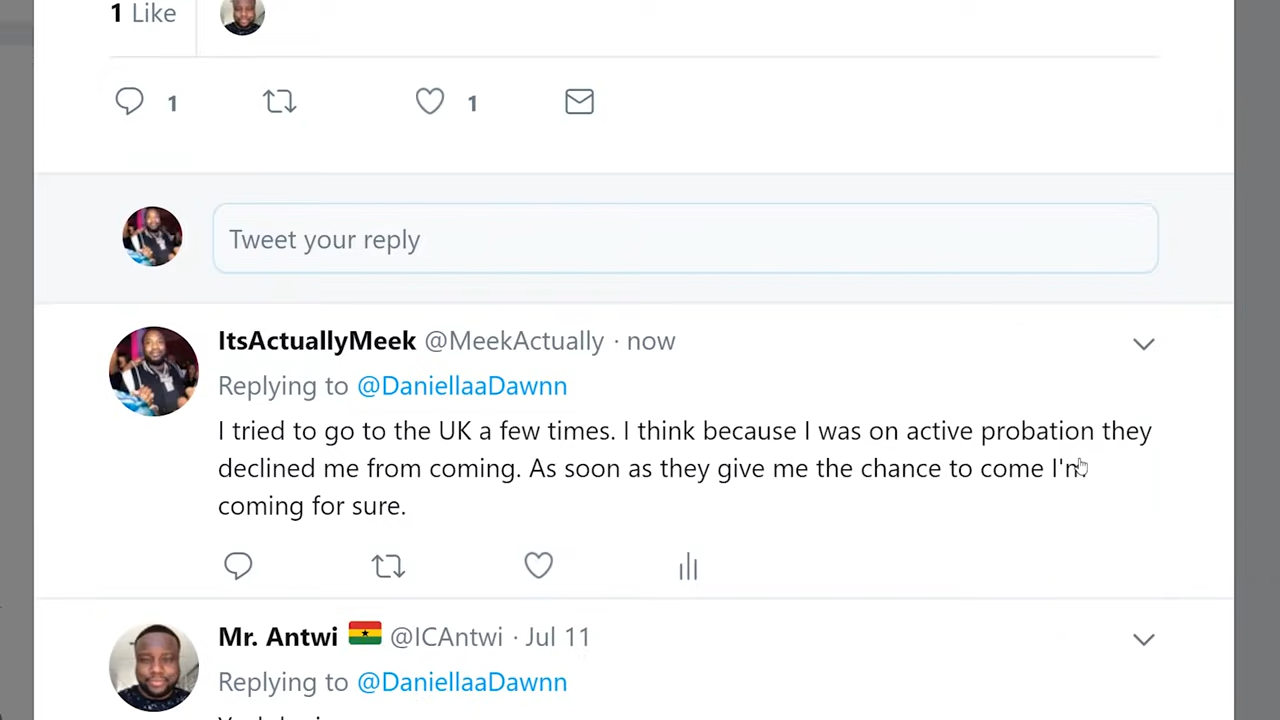 1 Like
1
1
Tweet your reply
ItsActuallyMeek @MeekActually · now
Replying to @DaniellaaDawnn
I tried to go to the UK a few times. I think because I was on active probation they
declined me from coming. As soon as they give me the chance to come I'm
coming for sure.
Mr. Antwi @ICAntwi · Jul 11
Replying to @DaniellaaDawnn